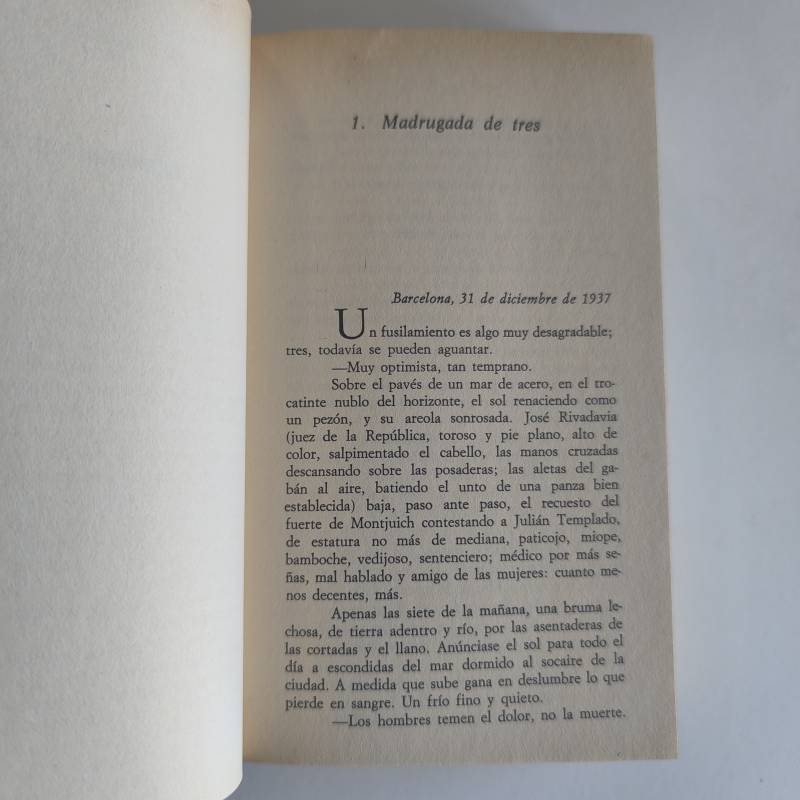 1. Madrugada de tres
Barcelona, 31 de diciembre de 1937
Un fusilamiento es algo muy desagradable;
tres, todavía se pueden aguantar.
—Muy optimista, tan temprano.
Sobre el pavés de un mar de acero, en el tro-
catinte nublo del horizonte, el sol renaciendo como
un pezón, y su areola sonrosada. José Rivadavia
(juez de la República, toroso y pie plano, alto de
color, salpimentado el cabello, las manos cruzadas
descansando sobre las posaderas; las aletas del ga-
bán al aire, batiendo el unto de una panza bien
establecida) baja, paso ante paso, el recuesto del
fuerte de Montjuich contestando a Julián Templado,
de estatura no más de mediana, paticojo, miope,
bamboche, vedijoso, sentenciero; médico por más se-
ñas, mal hablado y amigo de las mujeres: cuanto me-
nos decentes, más.
Apenas las siete de la mañana, una bruma le-
chosa, de tierra adentro y río, por las asentaderas de
las cortadas y el llano. Anúnciase el sol para todo el
día a escondidas del mar dormido al socaire de la
ciudad. A medida que sube gana en deslumbre lo que
pierde en sangre. Un frío fino y quieto.
—Los hombres temen el dolor, no la muerte.